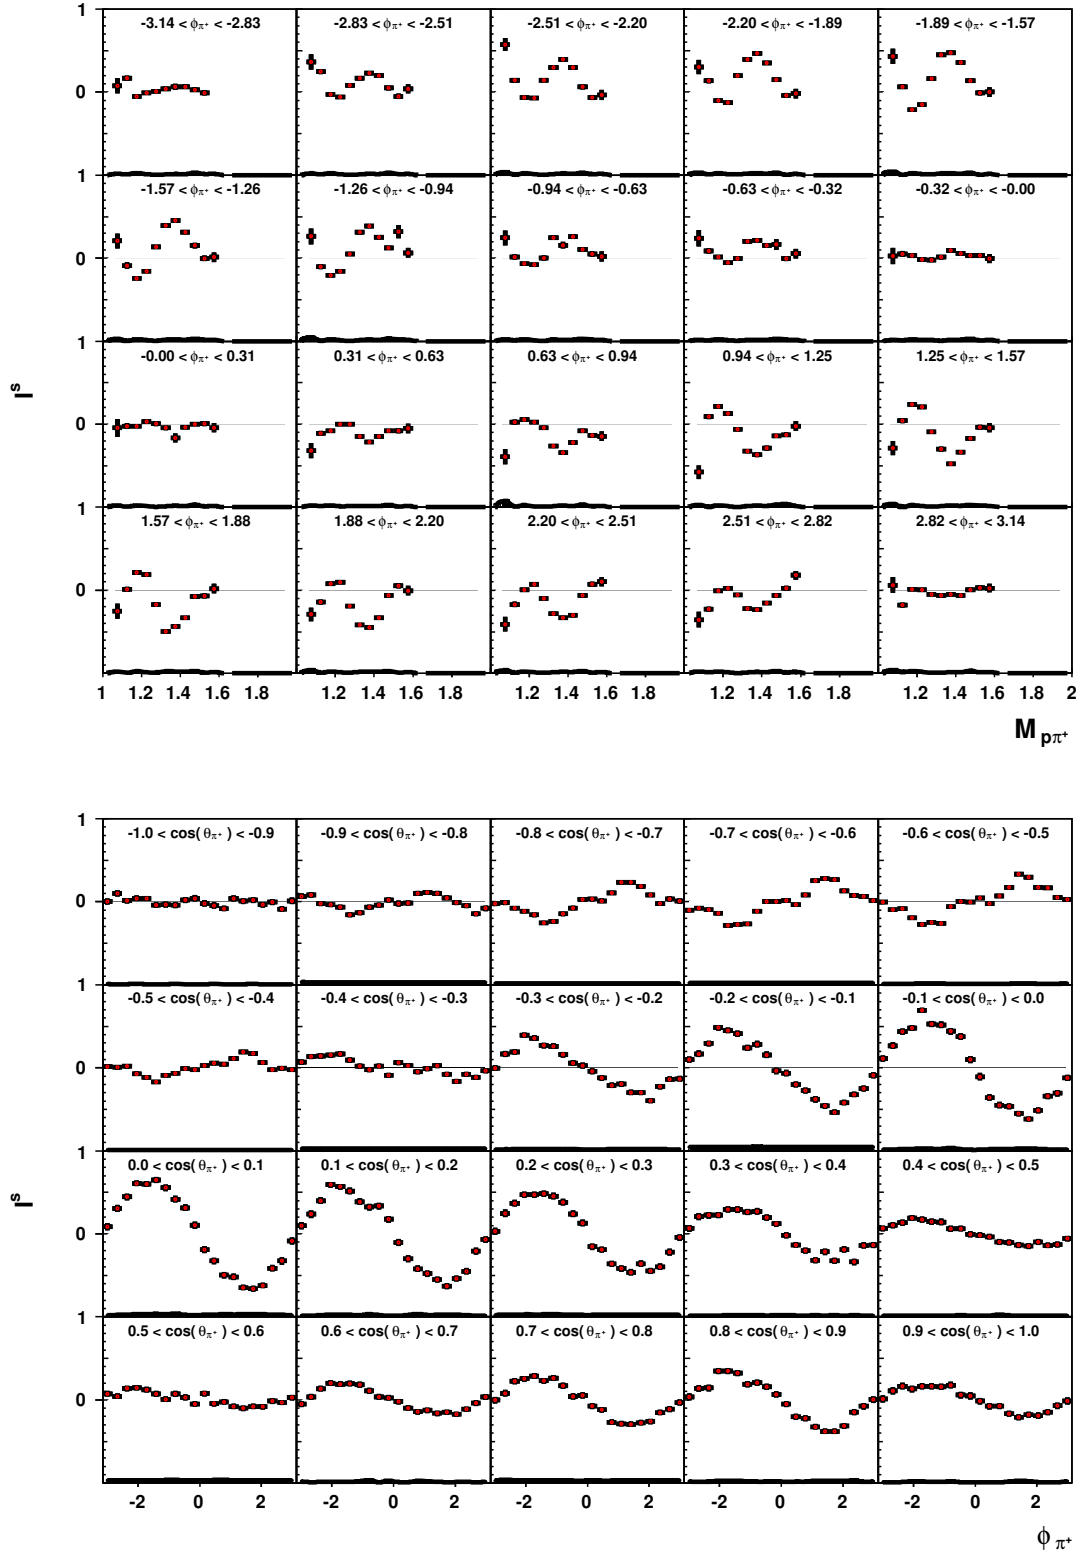 1
-3.14 < ϕπ⁺ < -2.83
-2.83 < ϕπ⁺ < -2.51
-2.51 < ϕπ⁺ < -2.20
-2.20 < ϕπ⁺ < -1.89
-1.89 < ϕπ⁺ < -1.57
0
1
-1.57 < ϕπ⁺ < -1.26
-1.26 < ϕπ⁺ < -0.94
-0.94 < ϕπ⁺ < -0.63
-0.63 < ϕπ⁺ < -0.32
-0.32 < ϕπ⁺ < -0.00
0
1
-0.00 < ϕπ⁺ < 0.31
0.31 < ϕπ⁺ < 0.63
0.63 < ϕπ⁺ < 0.94
0.94 < ϕπ⁺ < 1.25
1.25 < ϕπ⁺ < 1.57
Iˢ
0
1
1.57 < ϕπ⁺ < 1.88
1.88 < ϕπ⁺ < 2.20
2.20 < ϕπ⁺ < 2.51
2.51 < ϕπ⁺ < 2.82
2.82 < ϕπ⁺ < 3.14
0
1 1.2 1.4 1.6 1.8 1.2 1.4 1.6 1.8 1.2 1.4 1.6 1.8 1.2 1.4 1.6 1.8 1.2 1.4 1.6 1.8 2
M pπ⁺
1
-1.0 < cos( θπ⁺ ) < -0.9
-0.9 < cos( θπ⁺ ) < -0.8
-0.8 < cos( θπ⁺ ) < -0.7
-0.7 < cos( θπ⁺ ) < -0.6
-0.6 < cos( θπ⁺ ) < -0.5
0
1
-0.5 < cos( θπ⁺ ) < -0.4
-0.4 < cos( θπ⁺ ) < -0.3
-0.3 < cos( θπ⁺ ) < -0.2
-0.2 < cos( θπ⁺ ) < -0.1
-0.1 < cos( θπ⁺ ) < 0.0
0
1
0.0 < cos( θπ⁺ ) < 0.1
0.1 < cos( θπ⁺ ) < 0.2
0.2 < cos( θπ⁺ ) < 0.3
0.3 < cos( θπ⁺ ) < 0.4
0.4 < cos( θπ⁺ ) < 0.5
Iˢ
0
1
0.5 < cos( θπ⁺ ) < 0.6
0.6 < cos( θπ⁺ ) < 0.7
0.7 < cos( θπ⁺ ) < 0.8
0.8 < cos( θπ⁺ ) < 0.9
0.9 < cos( θπ⁺ ) < 1.0
0
-2 0 2 -2 0 2 -2 0 2 -2 0 2 -2 0 2
ϕ π⁺